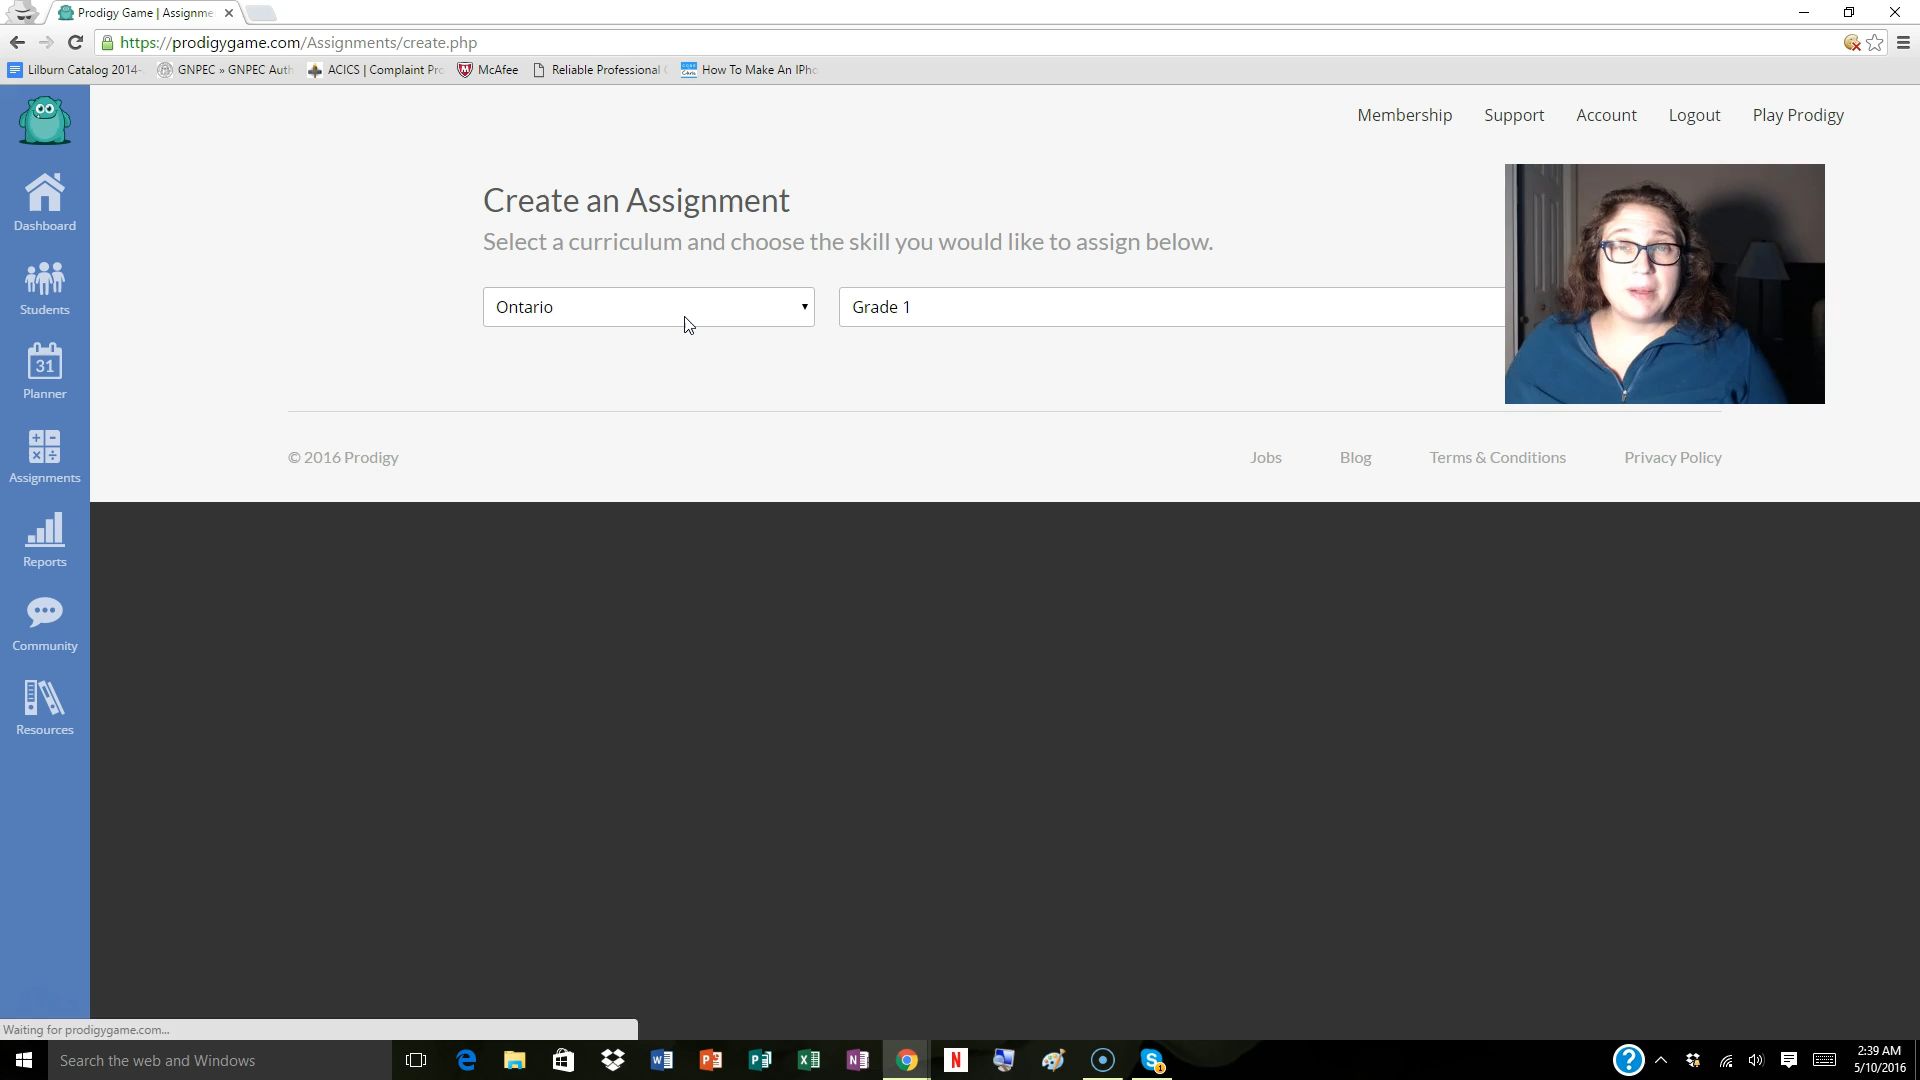 Prodigy Game | Assignme
https://prodigygame.com/Assignments/create.php
Lilburn Catalog 2014-
GNPEC » GNPEC Auth
ACICS | Complaint Pro
McAfee
Reliable Professional
How To Make An IPho
Membership
Support
Account
Logout
Play Prodigy
Create an Assignment
Select a curriculum and choose the skill you would like to assign below.
Ontario
Grade 1
Dashboard
Students
31
Planner
Assignments
Reports
Community
Resources
© 2016 Prodigy
Jobs
Blog
Terms & Conditions
Privacy Policy
Waiting for prodigygame.com...
Search the web and Windows
2:39 AM
5/10/2016